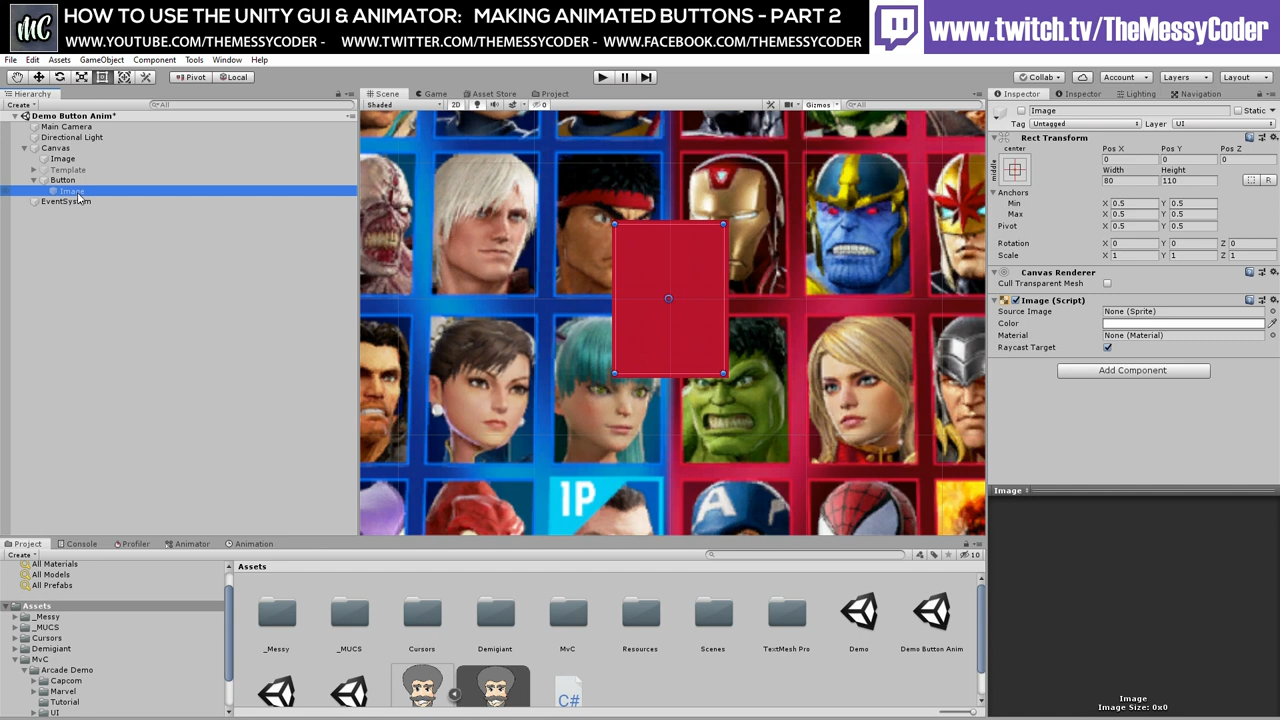 HOW TO USE THE UNITY GUI & ANIMATOR: MAKING ANIMATED BUTTONS - PART 2
WWW.YOUTUBE.COM/THEMESSYCODER - WWW.TWITTER.COM/THEMESSYCODER - WWW.FACEBOOK.COM/THEMESSYCODER
MC
www.twitch.tv/TheMessyCoder
File Edit Assets GameObject Component Tools Window Help
Pivot Local
Collab Account Layers Layout
Hierarchy
Create All
Demo Button Anim*
Main Camera
Directional Light
Canvas
Image
Template
Button
Image
EventSystem
Scene Game Asset Store Project
Shaded 2D 0 Gizmos All
1P
Inspector Inspector Lighting Navigation
Image Static
Tag Untagged Layer UI
Rect Transform
center Pos X Pos Y Pos Z
middle 0 0 0
Width Height
80 110 R
Anchors
Min X 0.5 Y 0.5
Max X 0.5 Y 0.5
Pivot X 0.5 Y 0.5
Rotation X 0 Y 0 Z 0
Scale X 1 Y 1 Z 1
Canvas Renderer
Cull Transparent Mesh
Image (Script)
Source Image None (Sprite)
Color
Material None (Material)
Raycast Target
Add Component
Image
Image
Image Size: 0x0
Project Console Profiler Animator Animation
Create 10
All Materials
All Models
All Prefabs
Assets
_Messy
_MUCS
Cursors
Demigiant
MvC
Arcade Demo
Capcom
Marvel
Tutorial
UI
Assets
_Messy _MUCS Cursors Demigiant MvC Resources Scenes TextMesh Pro Demo Demo Button Anim
C#